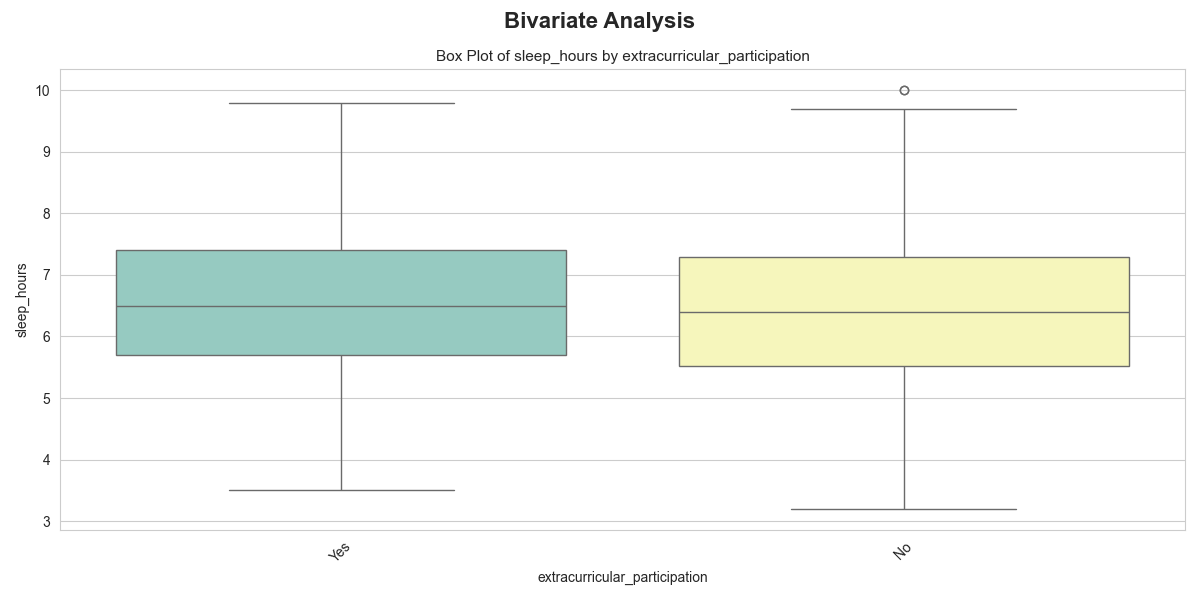 Bivariate Analysis
Box Plot of sleep_hours by extracurricular_participation
10
9
8
7
6
5
4
3
sleep_hours
Yes
No
extracurricular_participation